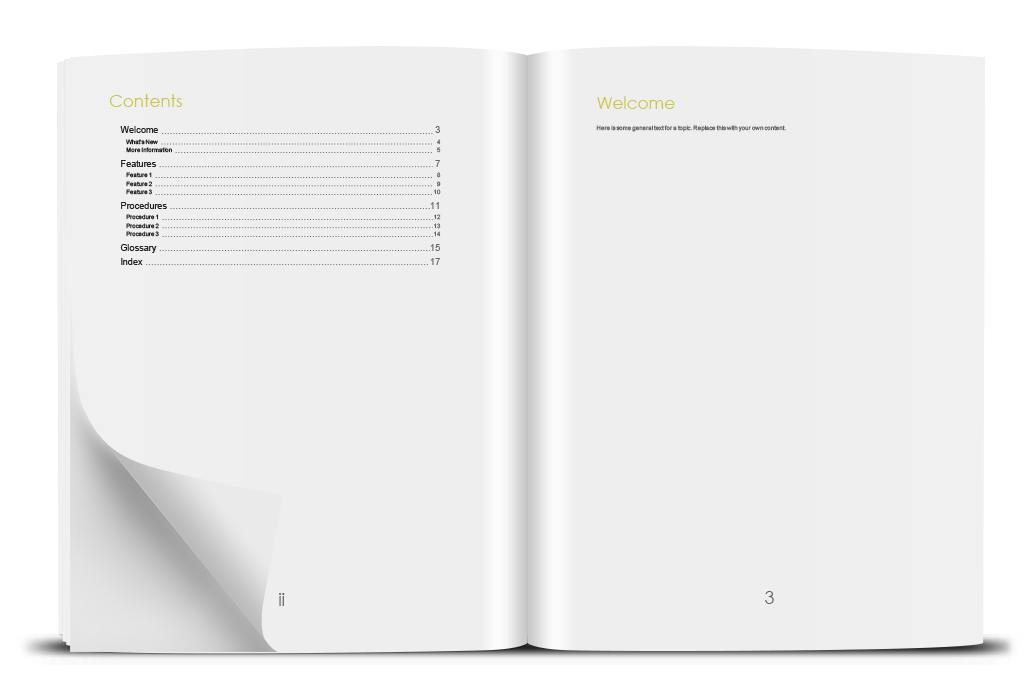 Contents
Welcome ........ 3
What's New ........ 4
More Information ........ 5
Features ........ 7
Feature 1 ........ 8
Feature 2 ........ 9
Feature 3 ........ 10
Procedures ........ 11
Procedure 1 ........ 12
Procedure 2 ........ 13
Procedure 3 ........ 14
Glossary ........ 15
Index ........ 17
ii
Welcome
Here is some general text for a topic. Replace this with your own content.
3